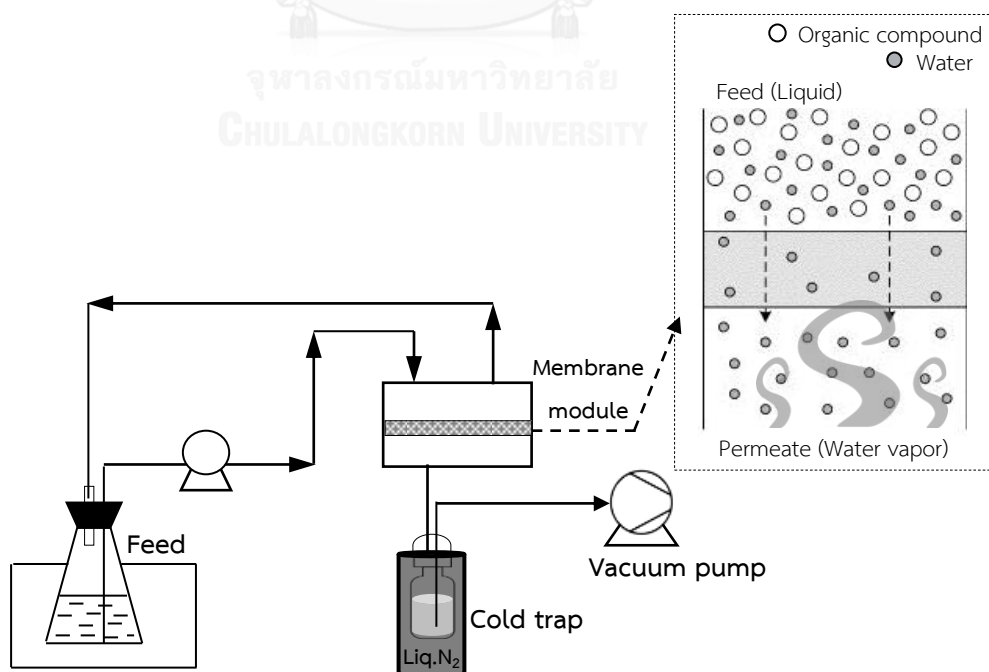 จุฬาลงกรณ์มหาวิทยาลัย
CHULALONGKORN UNIVERSITY
Organic compound
Water
Feed (Liquid)
Permeate (Water vapor)
Membrane
module
Feed
Vacuum pump
Cold trap
Liq.N₂